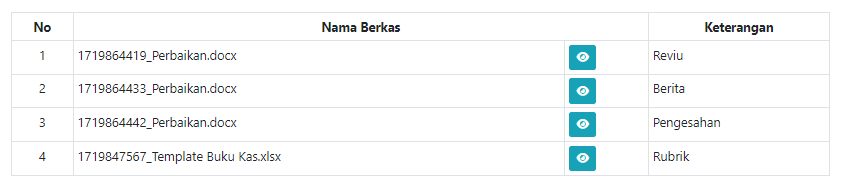 No Nama Berkas Keterangan
1 1719864419_Perbaikan.docx Reviu
2 1719864433_Perbaikan.docx Berita
3 1719864442_Perbaikan.docx Pengesahan
4 1719847567_Template Buku Kas.xlsx Rubrik